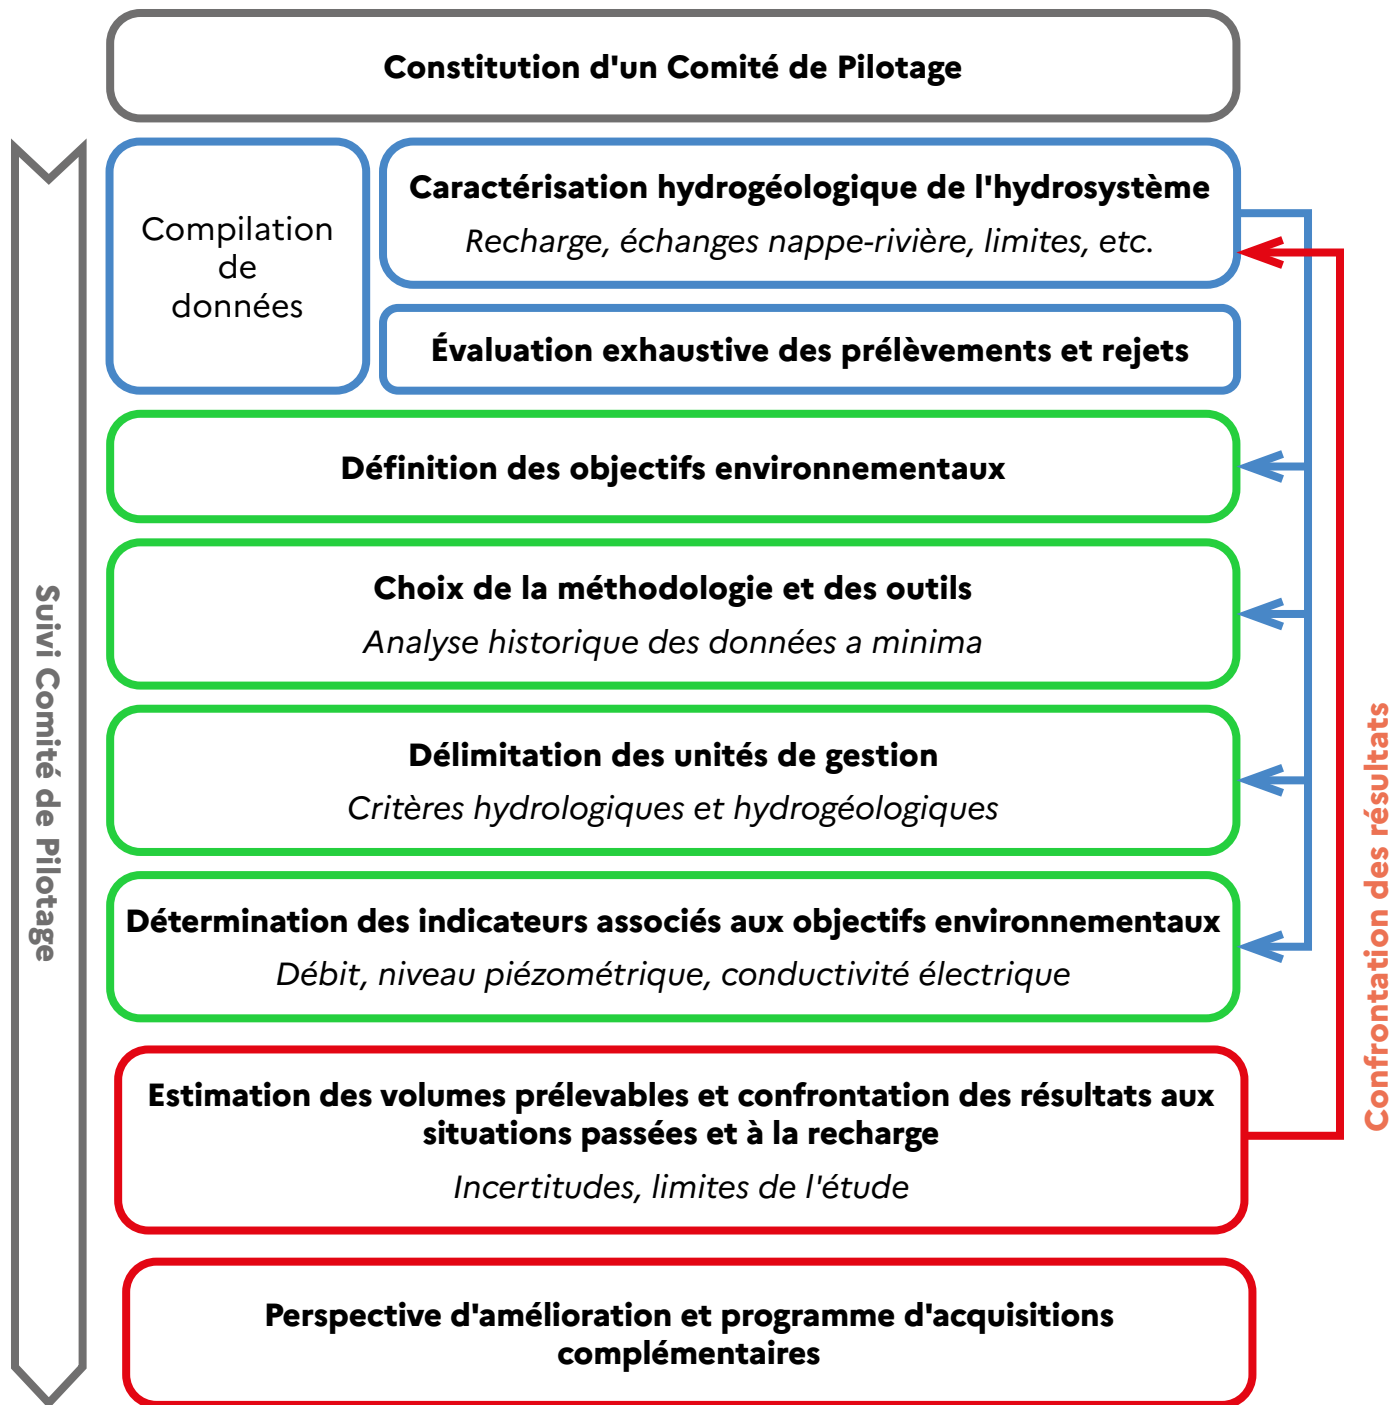 Constitution d'un Comité de Pilotage
Compilation
de
données
Caractérisation hydrogéologique de l'hydrosystème
Recharge, échanges nappe-rivière, limites, etc.
Évaluation exhaustive des prélèvements et rejets
Définition des objectifs environnementaux
Choix de la méthodologie et des outils
Analyse historique des données a minima
Délimitation des unités de gestion
Critères hydrologiques et hydrogéologiques
Détermination des indicateurs associés aux objectifs environnementaux
Débit, niveau piézométrique, conductivité électrique
Estimation des volumes prélevables et confrontation des résultats aux
situations passées et à la recharge
Incertitudes, limites de l'étude
Perspective d'amélioration et programme d'acquisitions
complémentaires
Suivi Comité de Pilotage
Confrontation des résultats